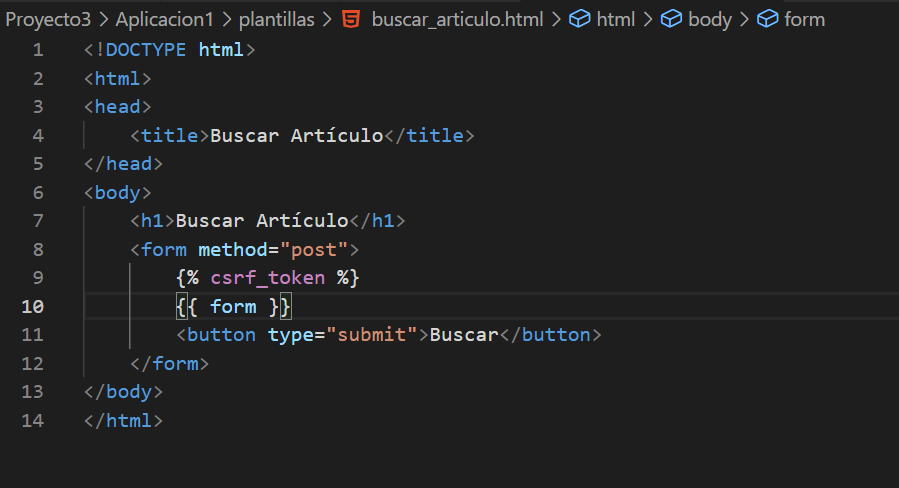 Proyecto3 > Aplicacion1 > plantillas > buscar_articulo.html > html > body > form
1 <!DOCTYPE html>
2 <html>
3 <head>
4     <title>Buscar Artículo</title>
5 </head>
6 <body>
7     <h1>Buscar Artículo</h1>
8     <form method="post">
9         {% csrf_token %}
10         {{ form }}
11         <button type="submit">Buscar</button>
12     </form>
13 </body>
14 </html>